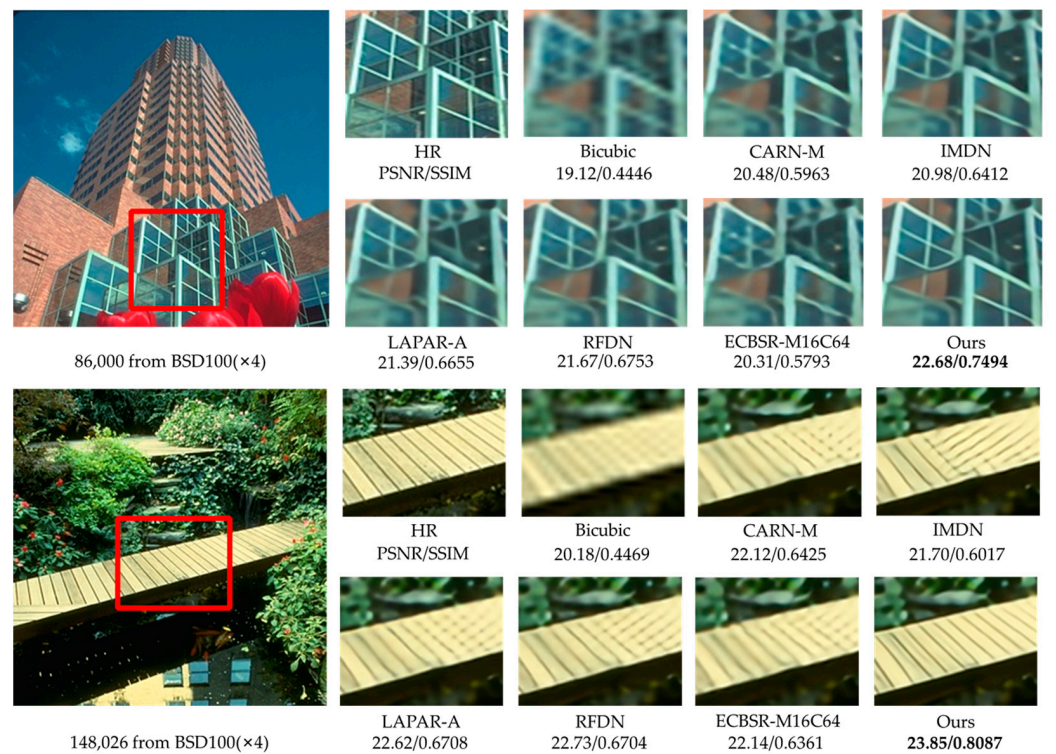 HR Bicubic CARN-M IMDN
PSNR/SSIM 19.12/0.4446 20.48/0.5963 20.98/0.6412
LAPAR-A RFDN ECBSR-M16C64 Ours
21.39/0.6655 21.67/0.6753 20.31/0.5793 22.68/0.7494
86,000 from BSD100(×4)
HR Bicubic CARN-M IMDN
PSNR/SSIM 20.18/0.4469 22.12/0.6425 21.70/0.6017
LAPAR-A RFDN ECBSR-M16C64 Ours
22.62/0.6708 22.73/0.6704 22.14/0.6361 23.85/0.8087
148,026 from BSD100(×4)